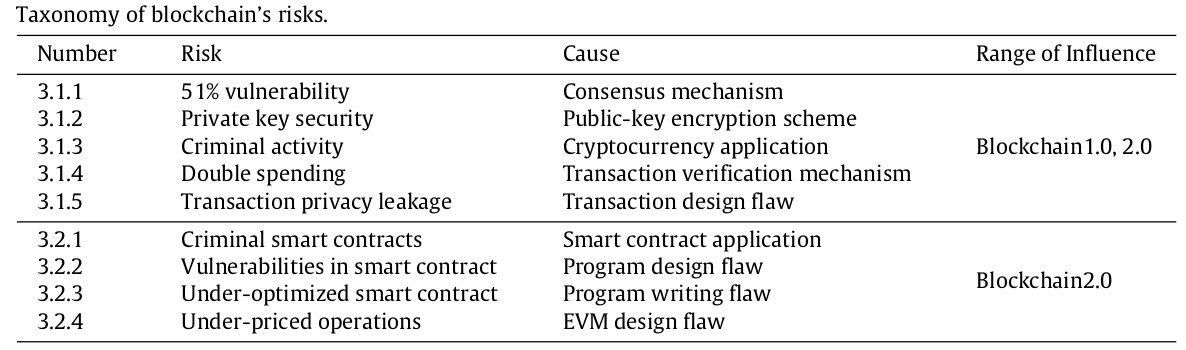 Taxonomy of blockchain's risks.
Number Risk Cause Range of Influence
3.1.1 51% vulnerability Consensus mechanism
3.1.2 Private key security Public-key encryption scheme
3.1.3 Criminal activity Cryptocurrency application Blockchain1.0, 2.0
3.1.4 Double spending Transaction verification mechanism
3.1.5 Transaction privacy leakage Transaction design flaw
3.2.1 Criminal smart contracts Smart contract application
3.2.2 Vulnerabilities in smart contract Program design flaw
Blockchain2.0
3.2.3 Under-optimized smart contract Program writing flaw
3.2.4 Under-priced operations EVM design flaw